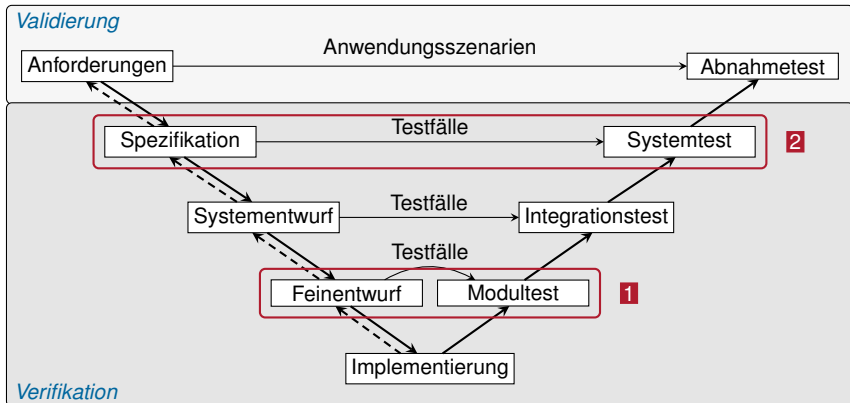 Validierung
Anwendungsszenarien
Anforderungen
Abnahmetest
Testfälle
Spezifikation
Systemtest
2
Testfälle
Systementwurf
Integrationstest
Testfälle
Feinentwurf
Modultest
1
Implementierung
Verifikation